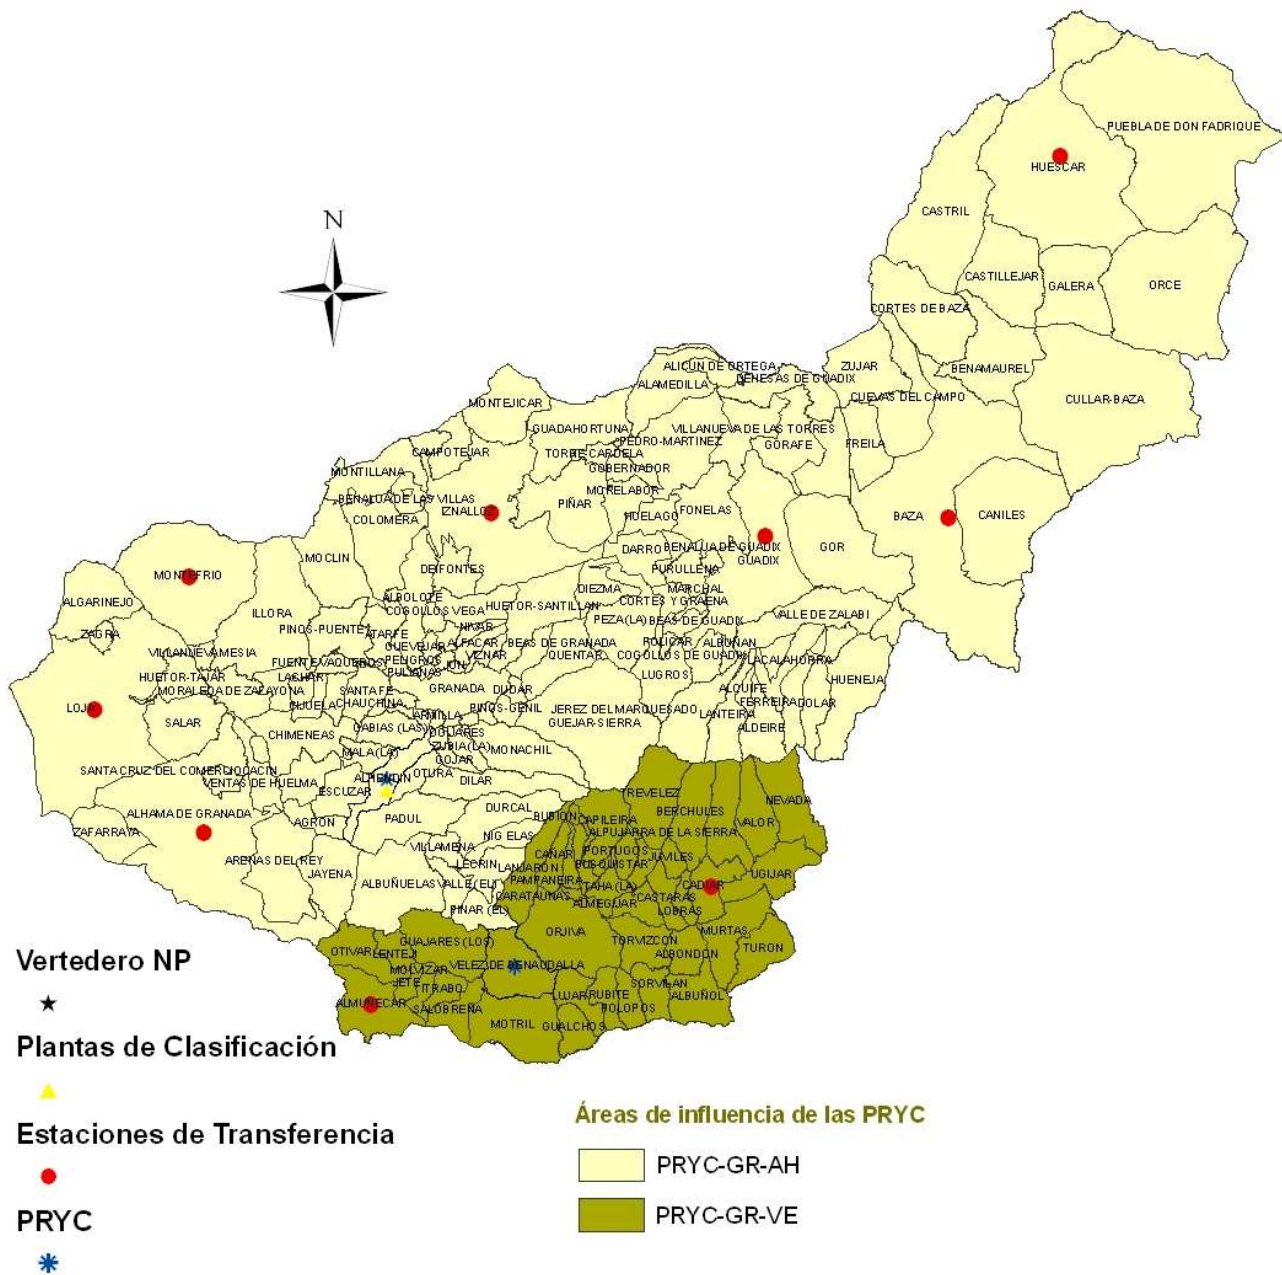 PUEBLA DE DON FADRIQUE
HUESCAR
CASTRIL
N
CASTILLEJAR
GALERA
ORCE
CORTES DE BAZA
ALICUN DE ORTEGA
ZUJAR
BENAMAUREL
DEHESAS DE GUADIX
ALAMEDILLA
CUEVAS DEL CAMPO
CULLAR-BAZA
MONTEJICAR
GUADAHORTUNA
VILLANUEVA DE LAS TORRES
PEDRO-MARTINEZ
GORAFE
FREILA
CAMPOTEJAR
TORRE-CARDELA
GOBERNADOR
MONTILLANA
MORELABOR
BENALUA DE LAS VILLAS
PIÑAR
IZNALLOZ
FONELAS
HUELAGO
BAZA
CANILES
COLOMERA
DARRO
BENALUA DE GUADIX
GOR
MOCLIN
GUADIX
DEIFONTES
PURULLENA
MONTEFRIO
DIEZMA
MARCHAL
ALGARINEJO
ALBOLOTE
CORTES Y GRAENA
ILLORA
COGOLLOS VEGA
HUETOR-SANTILLAN
VALLE DE ZALABI
PINOS-PUENTE
NIVAR
PEZA (LA)
BEAS DE GUADIX
ZAGRA
ATARFE
GUEVEJAR
ALFACAR
BEAS DE GRANADA
POLICAR
ALBUÑAN
VILLANUEVA MESIA
PELIGROS
VIZNAR
QUENTAR
COGOLLOS DE GUADIX
FUENTE VAQUEROS
JUN
LACALAHORRA
PULIANAS
HUETOR-TAJAR
LACHAR
LUGROS
HUENEJA
MORALEDA DE ZAFAYONA
SANTA FE
GRANADA
DUDAR
ALQUIFE
CIJUELA
CHAUCHINA
FERREIRA
DOLAR
LOJA
PINOS-GENIL
JEREZ DEL MARQUESADO
LANTEIRA
SALAR
ARMILLA
GUEJAR-SIERRA
ALDEIRE
GABIAS (LAS)
OGIJARES
CHIMENEAS
ZUBIA (LA)
MONACHIL
MALA (LA)
GOJAR
SANTA CRUZ DEL COMERCIO
CACIN
OTURA
DILAR
VENTAS DE HUELMA
ALHENDIN
ESCUZAR
TREVELEZ
NEVADA
DURCAL
BERCHULES
ALHAMA DE GRANADA
AGRON
PADUL
BUBION
CAPILEIRA
VALOR
ZAFARRAYA
ALPUJARRA DE LA SIERRA
VILLAMENA
PORTUGOS
CAÑAR
JUVILES
ARENAS DEL REY
LECRIN
LANJARON
BUSQUISTAR
UGIJAR
JAYENA
PAMPANEIRA
ALBUÑUELAS
VALLE (EL)
TAHA (LA)
CADIAR
CARATAUNAS
CASTARAS
ALMEGIJAR
PINAR (EL)
LOBRAS
ORJIVA
MURTAS
GUAJARES (LOS)
TORVIZCON
OTIVAR
LENTEJI
TURON
ALBONDON
VELEZ DE BENAUDALLA
MOLVIZAR
JETE
ITRABO
SORVILAN
LUJAR
RUBITE
ALBUÑOL
ALMUÑECAR
SALOBREÑA
POLOPOS
MOTRIL
GUALCHOS
Vertedero NP
Plantas de Clasificación
Estaciones de Transferencia
PRYC
Áreas de influencia de las PRYC
PRYC-GR-AH
PRYC-GR-VE